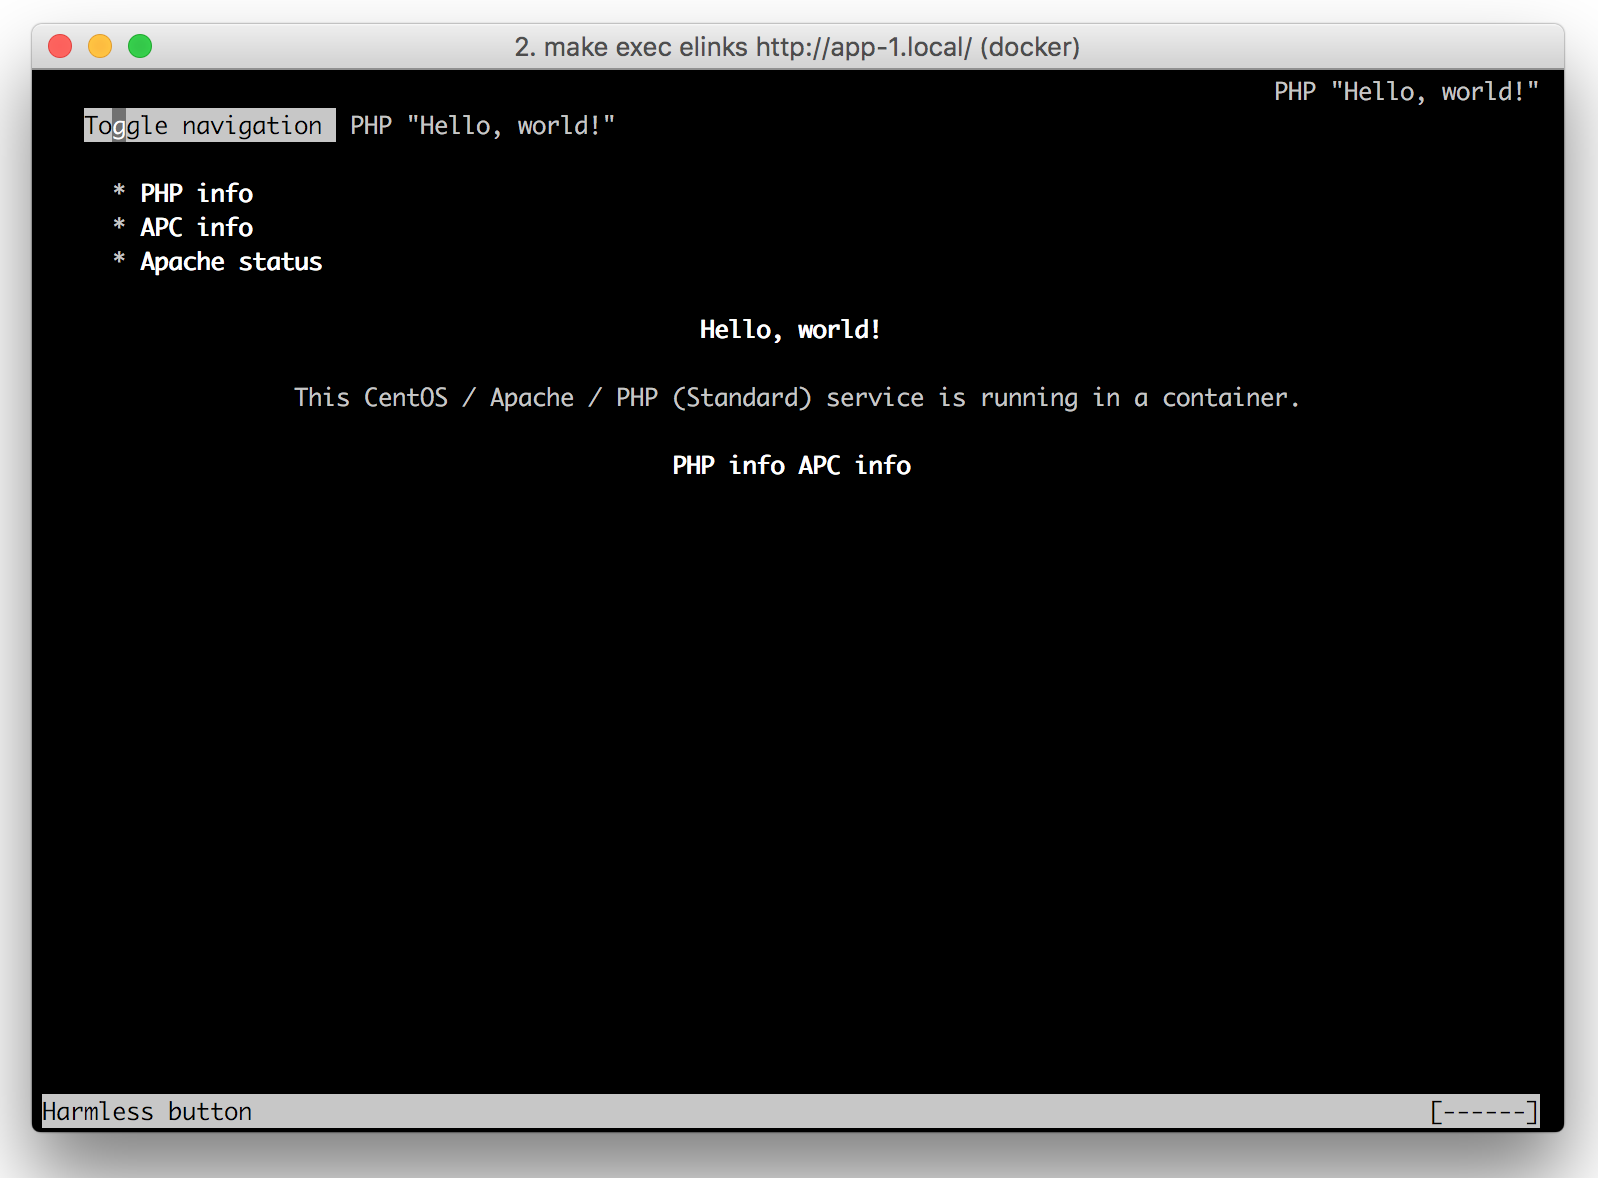 2. make exec elinks http://app-1.local/ (docker)
PHP "Hello, world!"
Toggle navigation PHP "Hello, world!"
* PHP info
* APC info
* Apache status
Hello, world!
This CentOS / Apache / PHP (Standard) service is running in a container.
PHP info APC info
Harmless button [------]